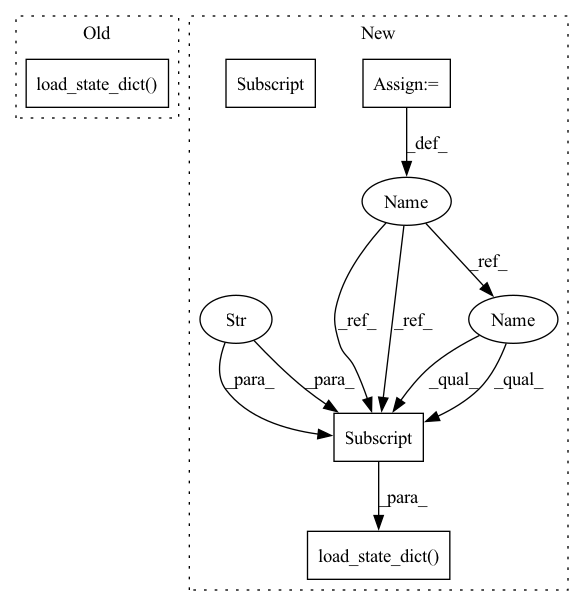 Old
New
load_state_dict()
Subscript
Assign:=
_def_
Name
_ref_
Str
Name
_ref_
_ref_
_para_
_para_
_qual_
_qual_
Subscript
_para_
load_state_dict()